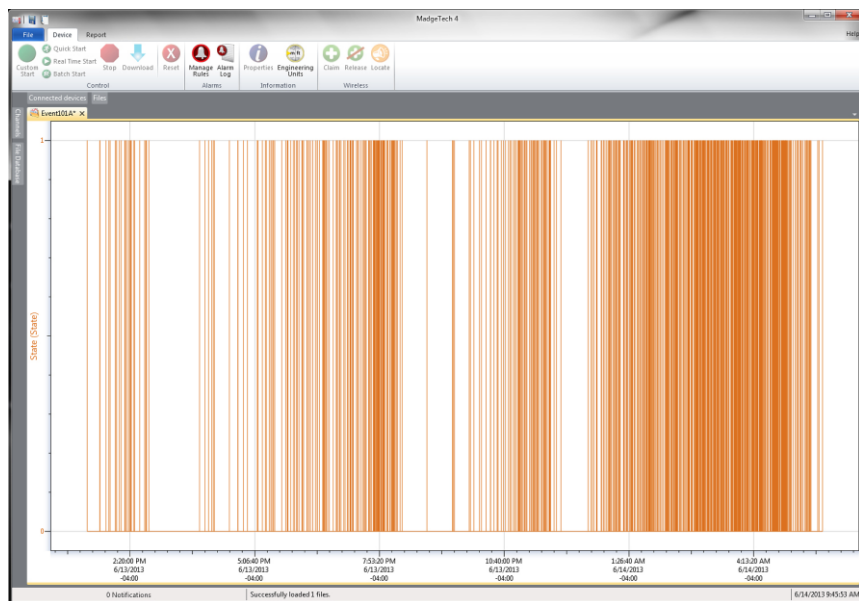 MadgeTech 4
File Device Report Help
Custom Start
Quick Start
Real Time Start
Batch Start
Stop
Download
Reset
Manage Rules
Alarm Log
Properties
Engineering Units
Claim
Release
Locate
Control
Alarms
Information
Wireless
Connected devices Files
Channels
File Database
Event101A* X
1
State (State)
0
2:20:00 PM
6/13/2013
-04:00
5:06:40 PM
6/13/2013
-04:00
7:53:20 PM
6/13/2013
-04:00
10:40:00 PM
6/13/2013
-04:00
1:26:40 AM
6/14/2013
-04:00
4:13:20 AM
6/14/2013
-04:00
0 Notifications
Successfully loaded 1 files.
6/14/2013 9:45:53 AM